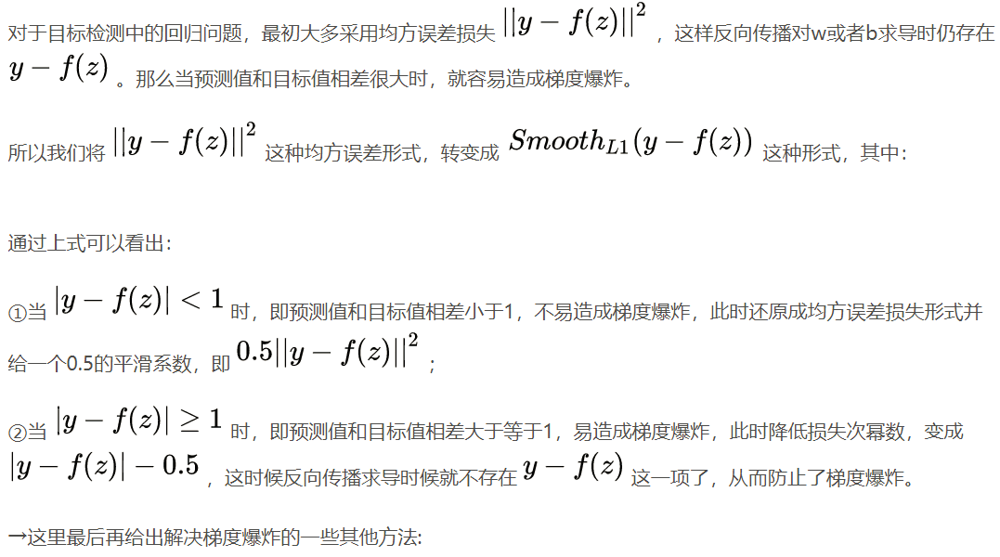 对于目标检测中的回归问题，最初大多采用均方误差损失 ||y − f(z)||² ，这样反向传播对w或者b求导时仍存在
y − f(z) 。那么当预测值和目标值相差很大时，就容易造成梯度爆炸。
所以我们将 ||y − f(z)||² 这种均方误差形式，转变成 Smooth_{L1}(y − f(z)) 这种形式，其中：
通过上式可以看出：
①当 |y − f(z)| < 1 时，即预测值和目标值相差小于1，不易造成梯度爆炸，此时还原成均方误差损失形式并
给一个0.5的平滑系数，即 0.5||y − f(z)||² ；
②当 |y − f(z)| ≥ 1 时，即预测值和目标值相差大于等于1，易造成梯度爆炸，此时降低损失次幂数，变成
|y − f(z)| − 0.5 ，这时候反向传播求导时候就不存在 y − f(z) 这一项了，从而防止了梯度爆炸。
→这里最后再给出解决梯度爆炸的一些其他方法: